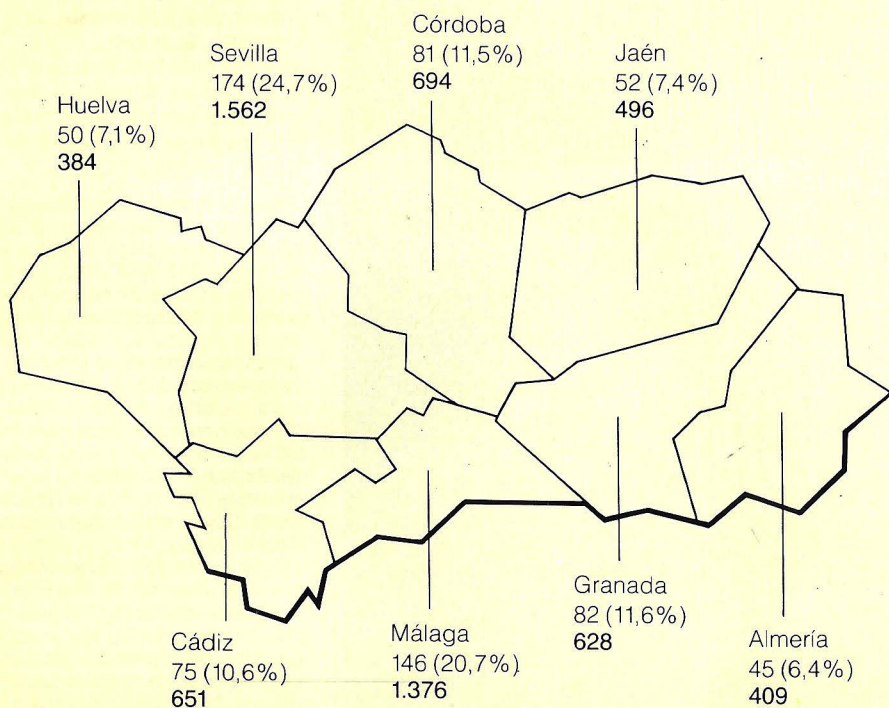 Córdoba
81 (11,5%)
694
Sevilla
174 (24,7%)
1.562
Jaén
52 (7,4%)
496
Huelva
50 (7,1%)
384
Granada
82 (11,6%)
628
Málaga
146 (20,7%)
1.376
Cádiz
75 (10,6%)
651
Almería
45 (6,4%)
409